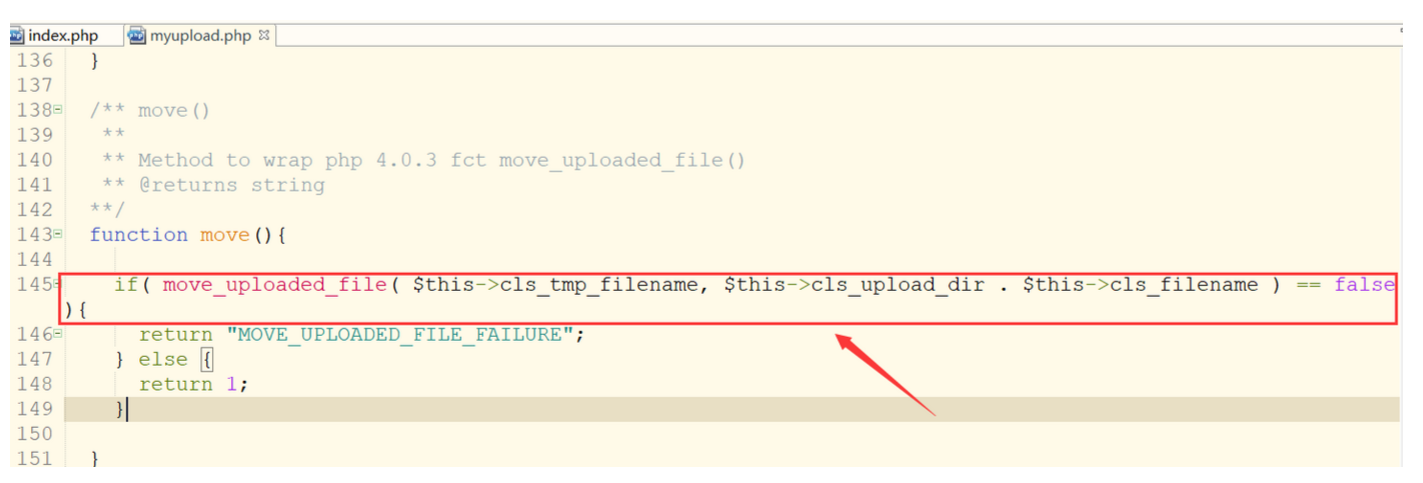 index.php myupload.php
136 }
137
138 /** move()
139 **
140 ** Method to wrap php 4.0.3 fct move_uploaded_file()
141 ** @returns string
142 **/
143 function move(){
144
145 if( move_uploaded_file( $this->cls_tmp_filename, $this->cls_upload_dir . $this->cls_filename ) == false
){
146 return "MOVE_UPLOADED_FILE_FAILURE";
147 } else {
148 return 1;
149 }
150
151 }